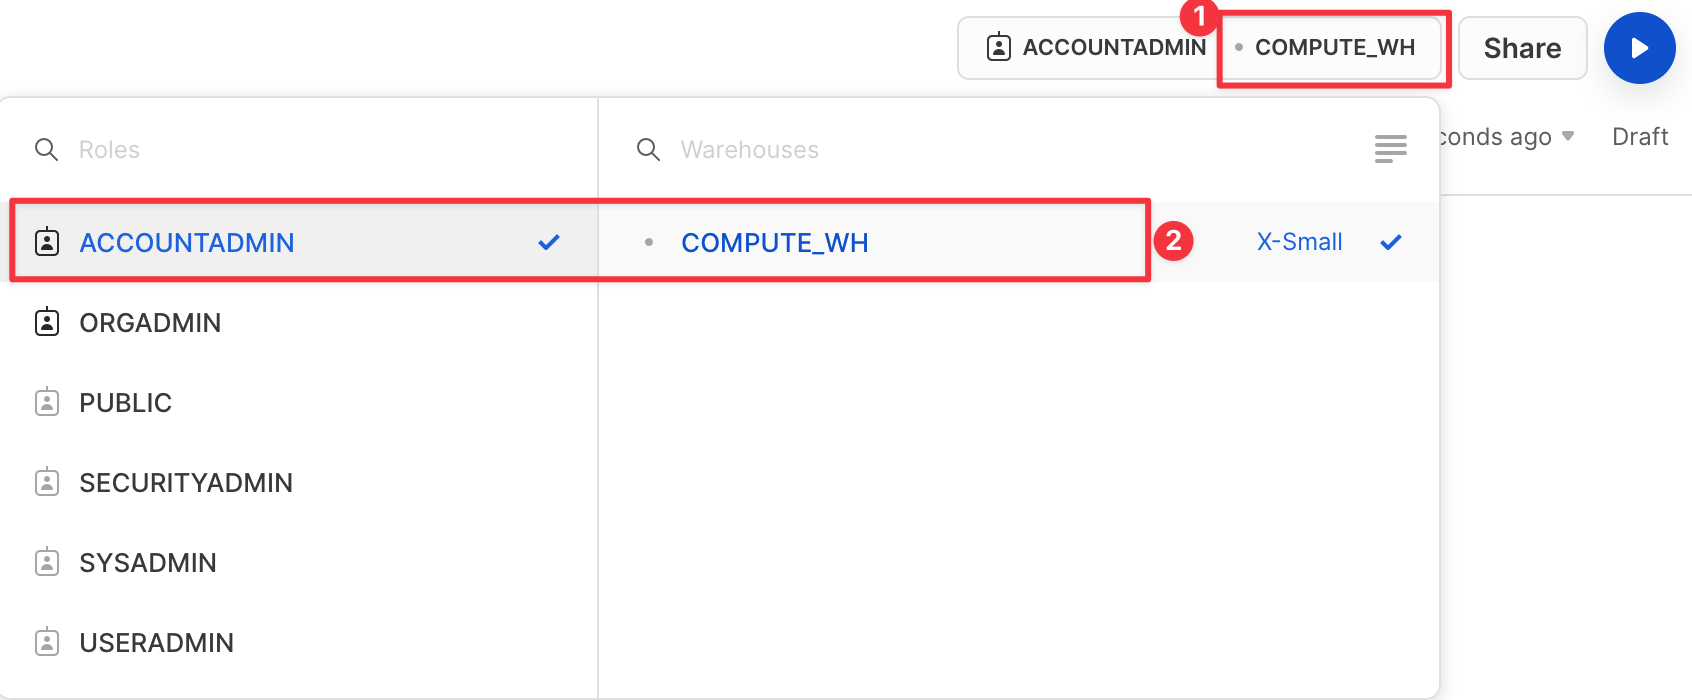 1
ACCOUNTADMIN COMPUTE_WH Share
Roles Warehouses
conds ago Draft
ACCOUNTADMIN COMPUTE_WH 2 X-Small
ORGADMIN
PUBLIC
SECURITYADMIN
SYSADMIN
USERADMIN